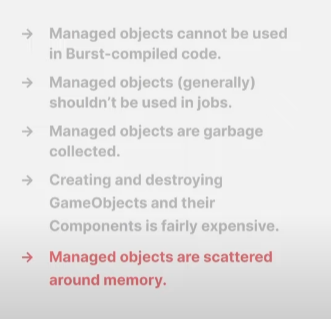 → Managed objects cannot be used
in Burst-compiled code.
→ Managed objects (generally)
shouldn't be used in jobs.
→ Managed objects are garbage
collected.
→ Creating and destroying
GameObjects and their
Components is fairly expensive.
→ Managed objects are scattered
around memory.